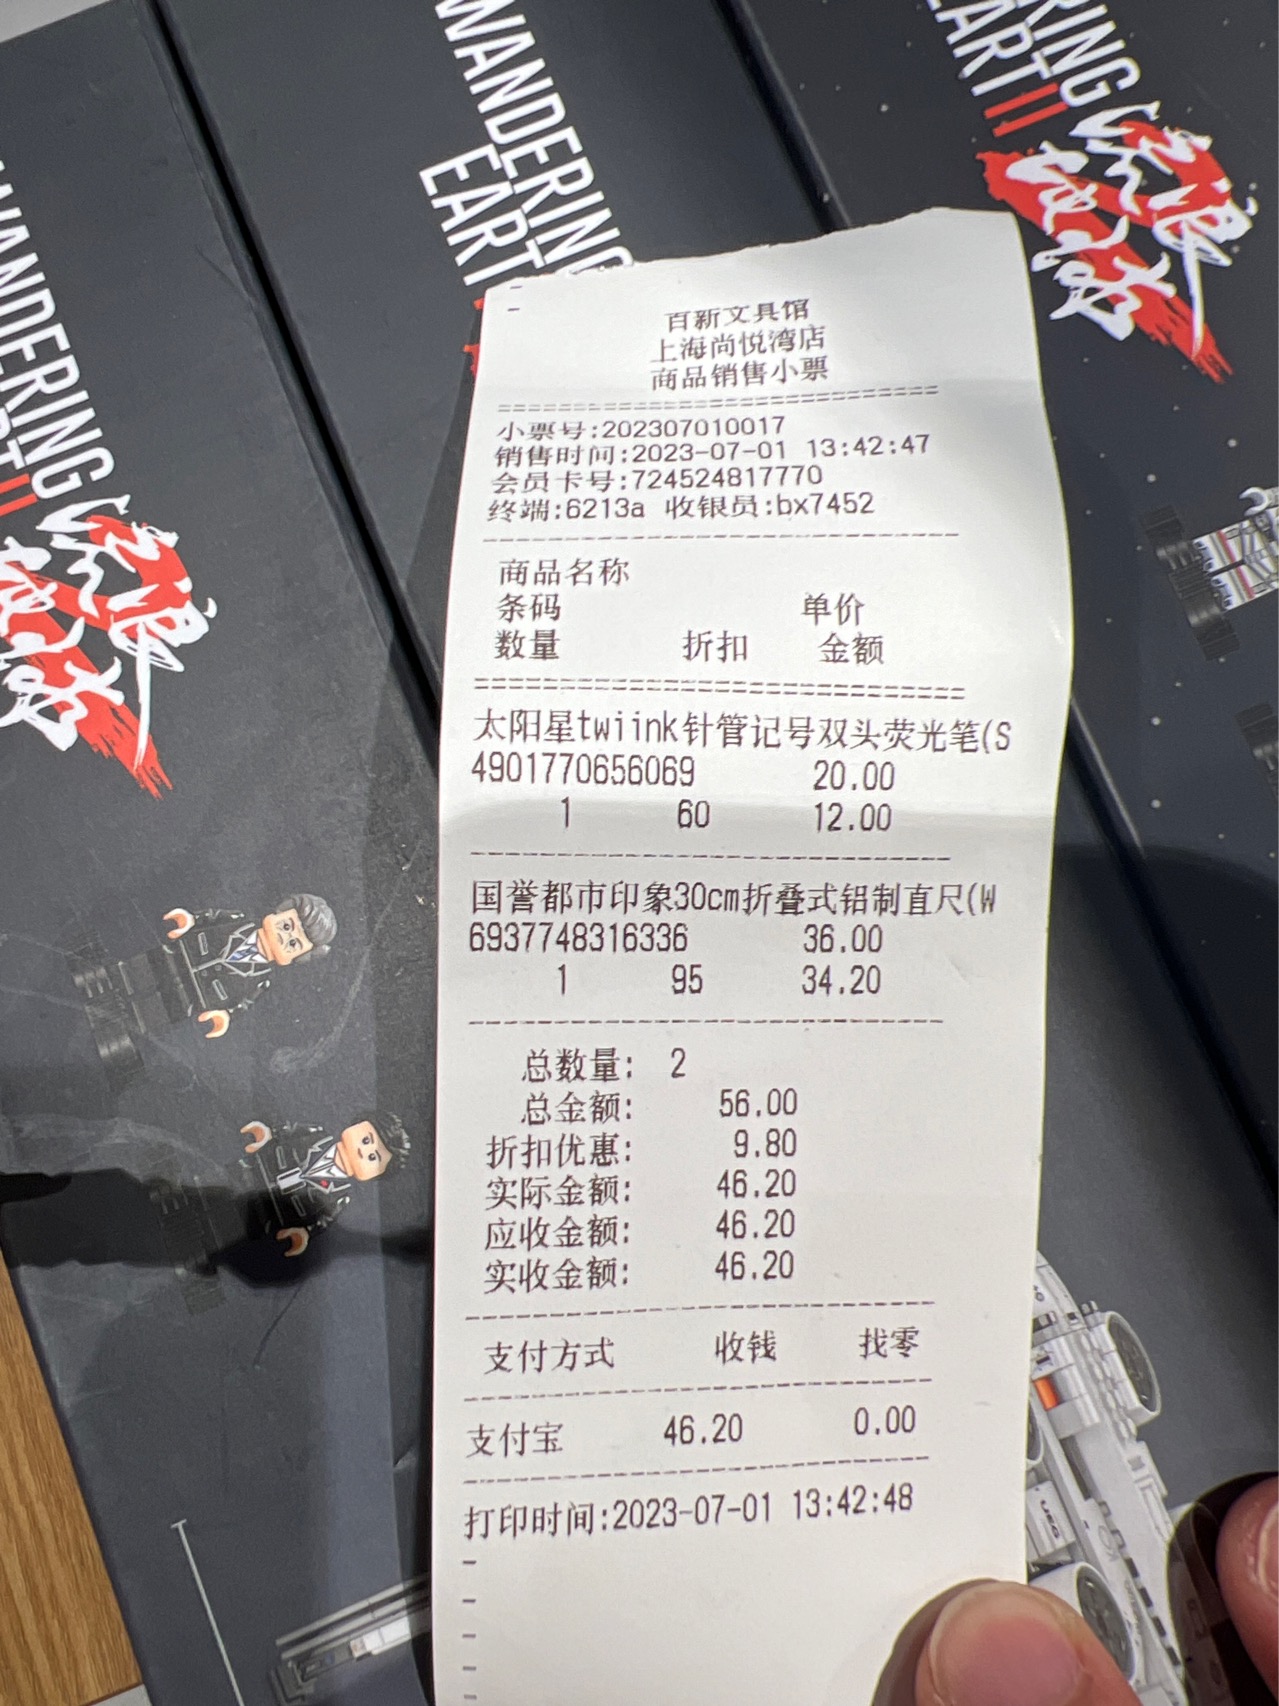 WANDERING
EARTH II
流浪
地球
WANDERING
EART
RING
EARTH II
流浪
地球
百新文具馆
上海尚悦湾店
商品销售小票
小票号:202307010017
销售时间:2023-07-01 13:42:47
会员卡号:724524817770
终端:6213a 收银员:bx7452
商品名称
条码 单价
数量 折扣 金额
太阳星twiink针管记号双头荧光笔(S
4901770656069 20.00
1 60 12.00
国誉都市印象30cm折叠式铝制直尺(W
6937748316336 36.00
1 95 34.20
总数量: 2
总金额: 56.00
折扣优惠: 9.80
实际金额: 46.20
应收金额: 46.20
实收金额: 46.20
支付方式 收钱 找零
支付宝 46.20 0.00
打印时间:2023-07-01 13:42:48
UEG